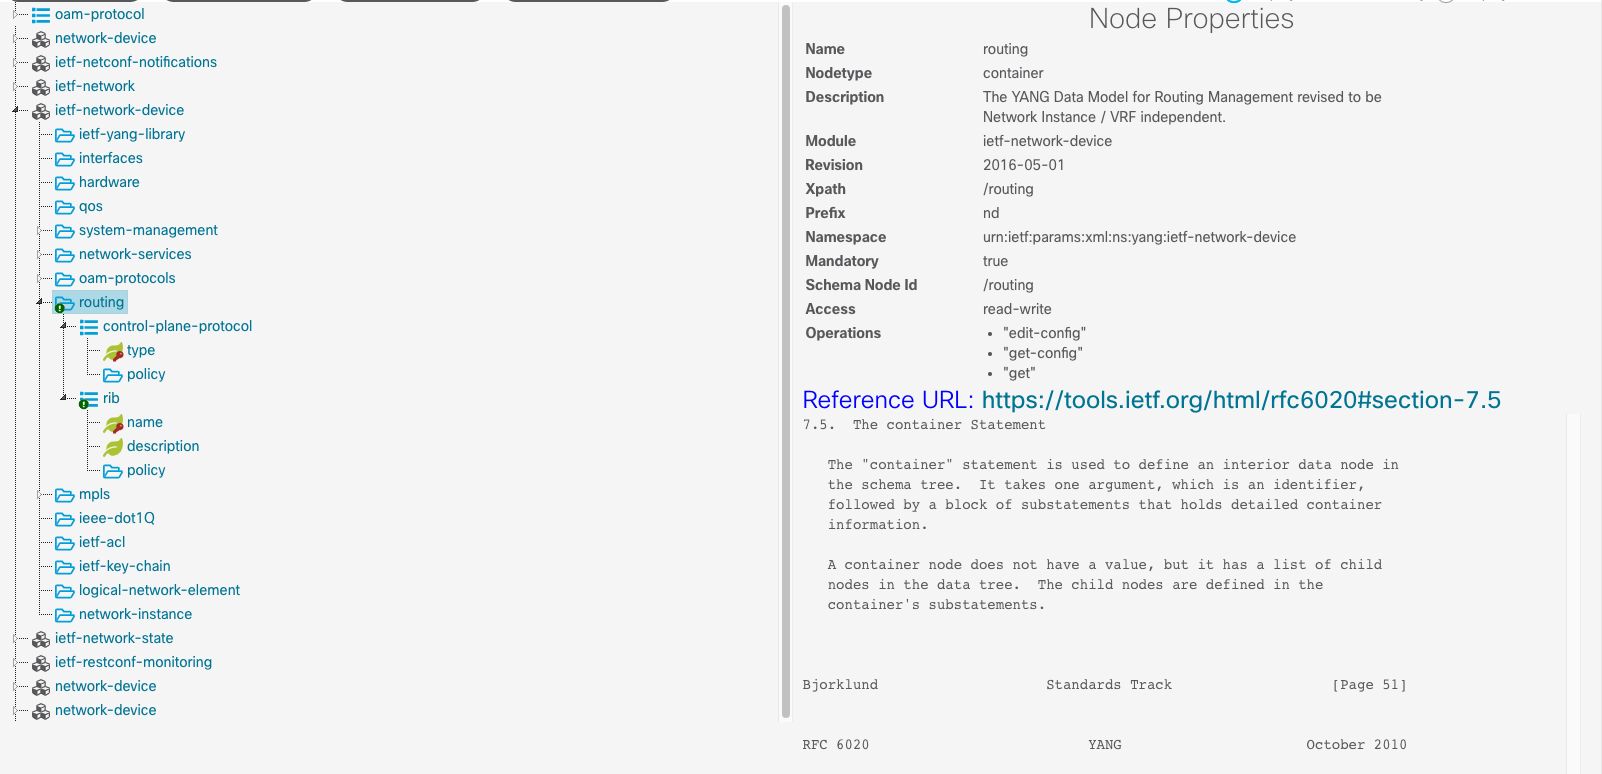 oam-protocol
network-device
ietf-netconf-notifications
ietf-network
ietf-network-device
ietf-yang-library
interfaces
hardware
qos
system-management
network-services
oam-protocols
routing
control-plane-protocol
type
policy
rib
name
description
policy
mpls
ieee-dot1Q
ietf-acl
ietf-key-chain
logical-network-element
network-instance
ietf-network-state
ietf-restconf-monitoring
network-device
network-device
Node Properties
Name routing
Nodetype container
Description The YANG Data Model for Routing Management revised to be
Network Instance / VRF independent.
Module ietf-network-device
Revision 2016-05-01
Xpath /routing
Prefix nd
Namespace urn:ietf:params:xml:ns:yang:ietf-network-device
Mandatory true
Schema Node Id /routing
Access read-write
Operations • "edit-config"
• "get-config"
• "get"
Reference URL: https://tools.ietf.org/html/rfc6020#section-7.5
7.5. The container Statement
The "container" statement is used to define an interior data node in
the schema tree. It takes one argument, which is an identifier,
followed by a block of substatements that holds detailed container
information.
A container node does not have a value, but it has a list of child
nodes in the data tree. The child nodes are defined in the
container's substatements.
Bjorklund Standards Track [Page 51]
RFC 6020 YANG October 2010